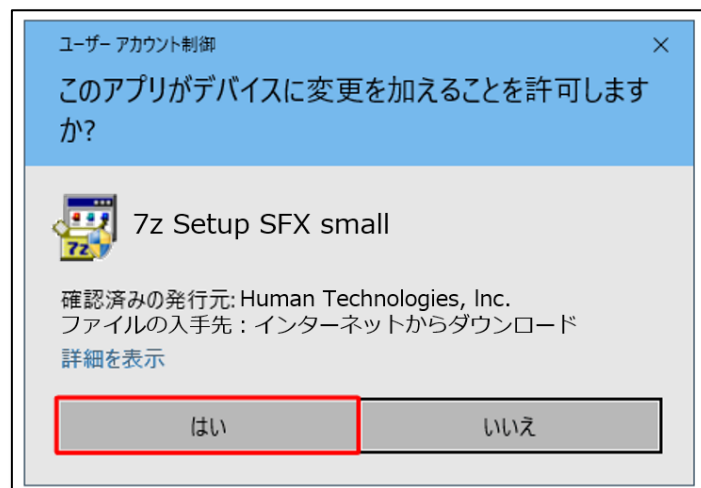 ユーザー アカウント制御
このアプリがデバイスに変更を加えることを許可します
か?
7z
7z Setup SFX small
確認済みの発行元: Human Technologies, Inc.
ファイルの入手先：インターネットからダウンロード
詳細を表示
はい
いいえ